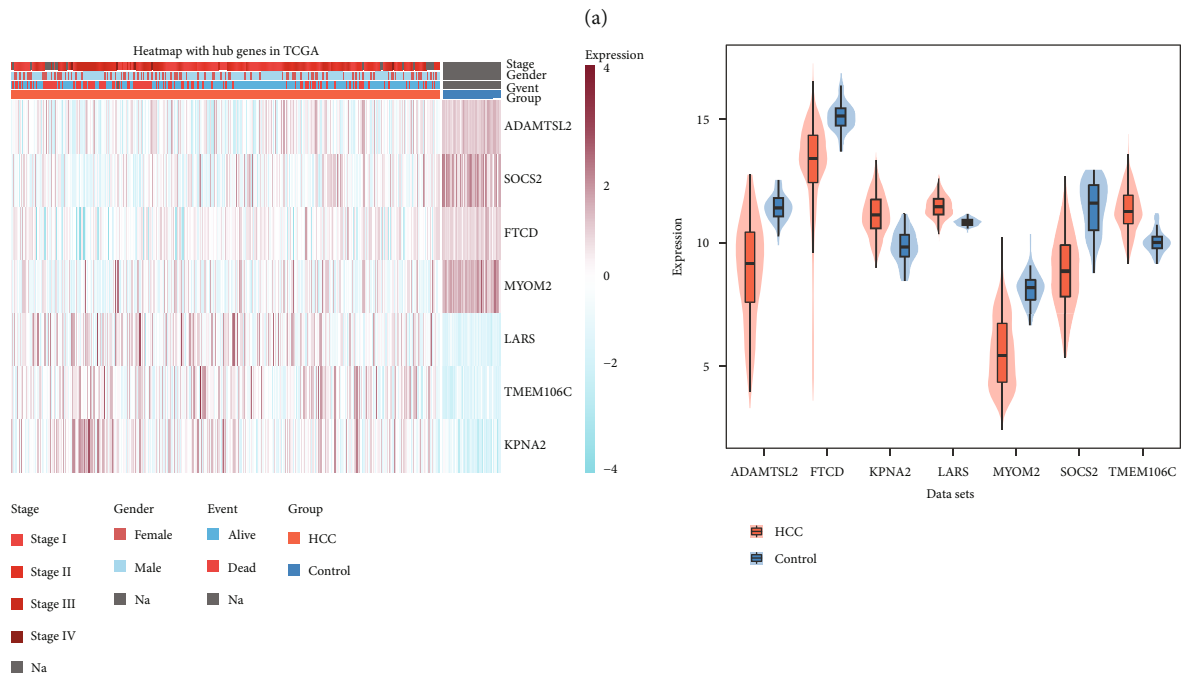 (a)
Heatmap with hub genes in TCGA
Expression
Stage
Gender
Gvent
Group
ADAMTSL2
SOCS2
FTCD
MYOM2
LARS
TMEM106C
KPNA2
4
2
0
−2
−4
Stage
Stage I
Stage II
Stage III
Stage IV
Na
Gender
Female
Male
Na
Event
Alive
Dead
Na
Group
HCC
Control
Expression
15
10
5
ADAMTSL2 FTCD KPNA2 LARS MYOM2 SOCS2 TMEM106C
Data sets
HCC
Control